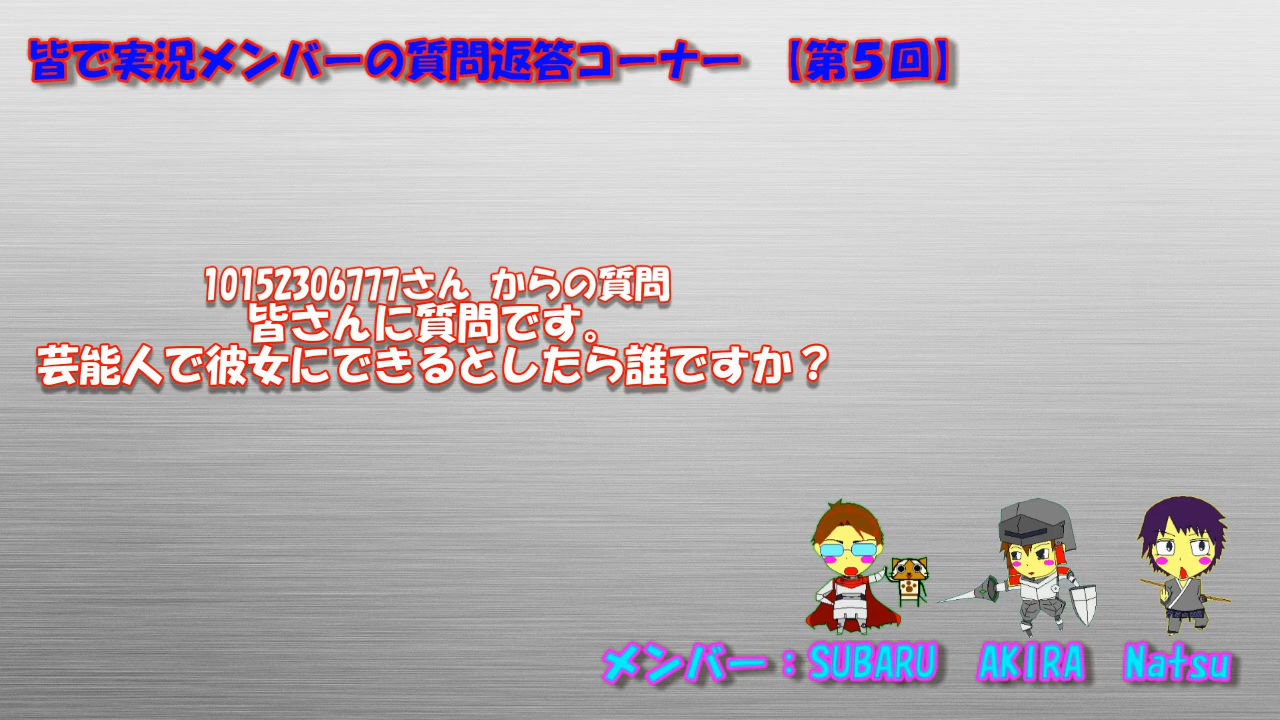 皆で実況メンバーの質問返答コーナー 【第５回】
10152306777さん からの質問
皆さんに質問です。
芸能人で彼女にできるとしたら誰ですか？
メンバー：SUBARU AKIRA Natsu